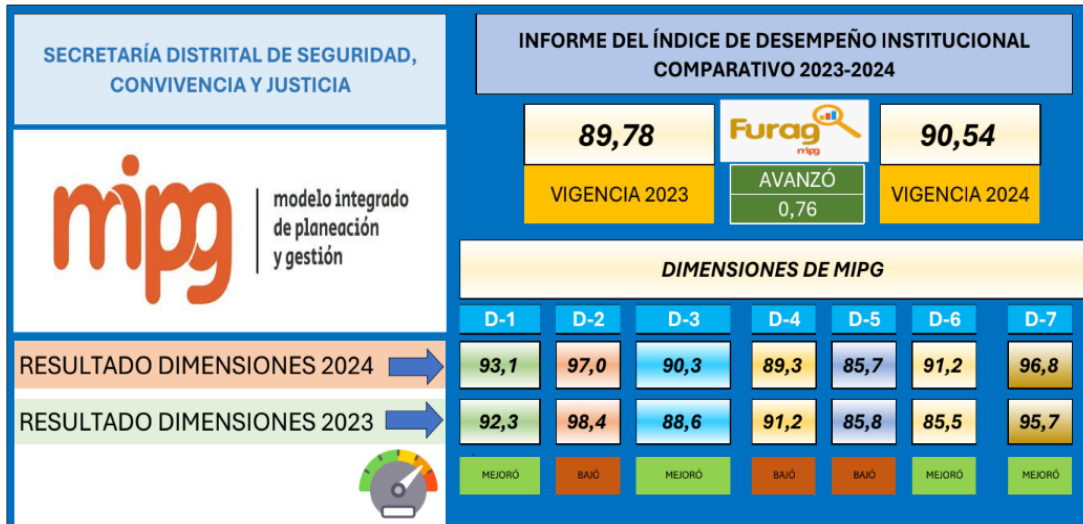 SECRETARÍA DISTRITAL DE SEGURIDAD,
CONVIVENCIA Y JUSTICIA
INFORME DEL ÍNDICE DE DESEMPEÑO INSTITUCIONAL
COMPARATIVO 2023-2024
89,78
VIGENCIA 2023
Furag
mipg
AVANZÓ
0,76
90,54
VIGENCIA 2024
mipg
modelo integrado
de planeación
y gestión
DIMENSIONES DE MIPG
D-1 D-2 D-3 D-4 D-5 D-6 D-7
RESULTADO DIMENSIONES 2024 93,1 97,0 90,3 89,3 85,7 91,2 96,8
RESULTADO DIMENSIONES 2023 92,3 98,4 88,6 91,2 85,8 85,5 95,7
MEJORÓ BAJÓ MEJORÓ BAJÓ BAJÓ MEJORÓ MEJORÓ